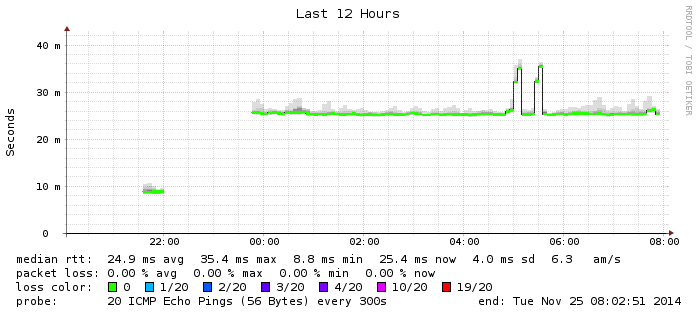 Last 12 Hours
RRDTOOL / TOBI OETIKER
Seconds
40 m
30 m
20 m
10 m
0
22:00 00:00 02:00 04:00 06:00 08:00
median rtt: 24.9 ms avg 35.4 ms max 8.8 ms min 25.4 ms now 4.0 ms sd 6.3 am/s
packet loss: 0.00 % avg 0.00 % max 0.00 % min 0.00 % now
loss color: 0 1/20 2/20 3/20 4/20 10/20 19/20
probe: 20 ICMP Echo Pings (56 Bytes) every 300s end: Tue Nov 25 08:02:51 2014